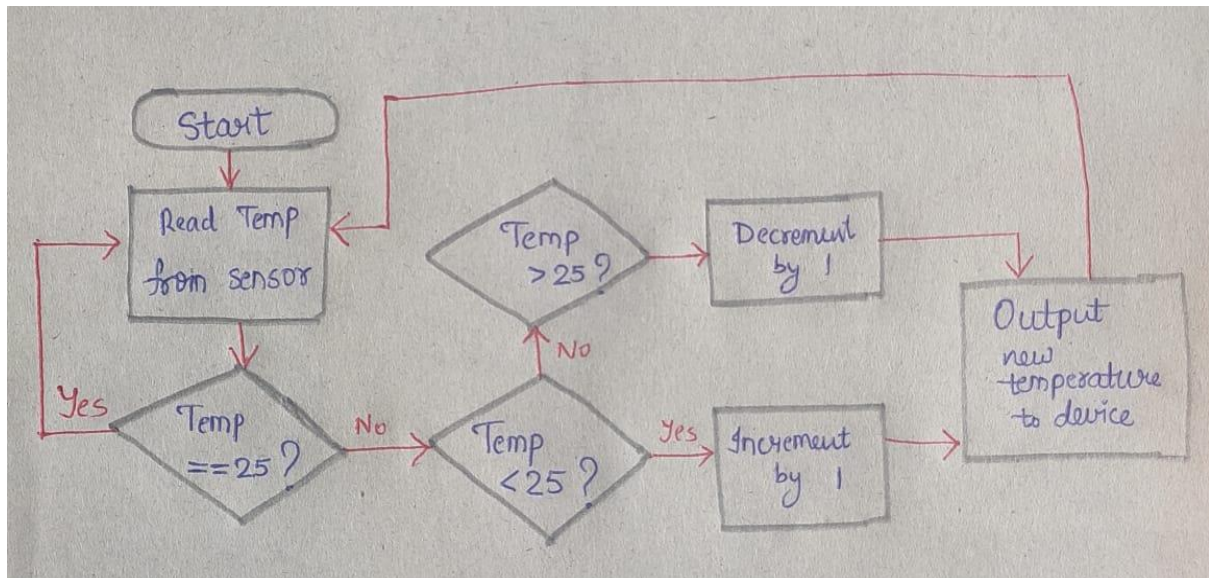 Start
Read Temp
from sensor
Yes
Temp
==25?
No
Temp
<25?
No
Temp
>25?
Decrement
by 1
Yes
Increment
by 1
Output
new
temperature
to device